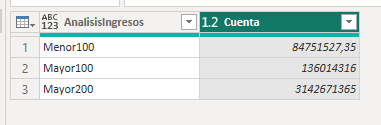 ABC 123 AnalisisIngresos 1.2 Cuenta
1 Menor100 84751527,35
2 Mayor100 136014316
3 Mayor200 3142671365